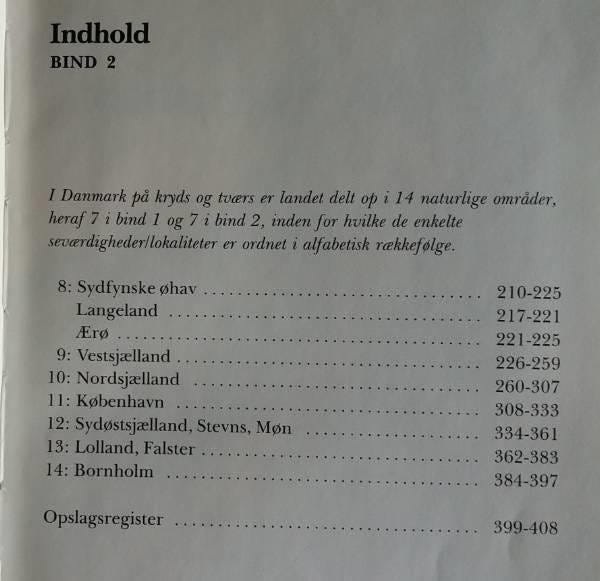 Indhold
BIND 2
I Danmark på kryds og tværs er landet delt op i 14 naturlige områder,
heraf 7 i bind 1 og 7 i bind 2, inden for hvilke de enkelte
seværdigheder/lokaliteter er ordnet i alfabetisk rækkefølge.
8: Sydfynske øhav ................................ 210-225
Langeland ................................ 217-221
Ærø ................................ 221-225
9: Vestsjælland ................................ 226-259
10: Nordsjælland ................................ 260-307
11: København ................................ 308-333
12: Sydøstsjælland, Stevns, Møn .................... 334-361
13: Lolland, Falster ................................ 362-383
14: Bornholm ................................ 384-397
Opslagsregister ................................ 399-408